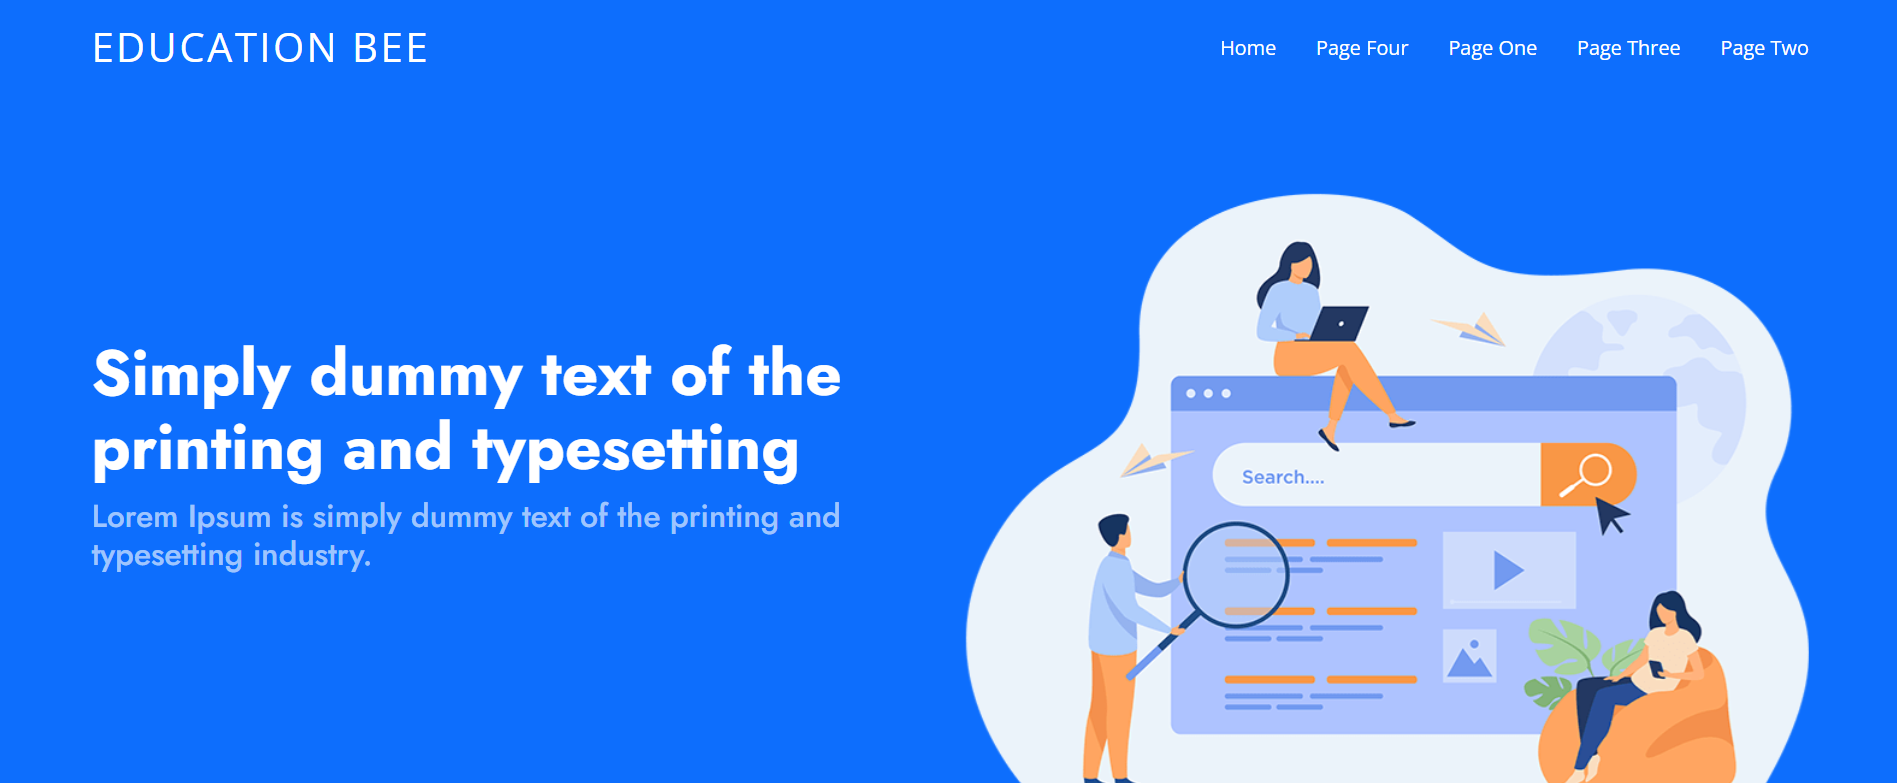 EDUCATION BEE
Home Page Four Page One Page Three Page Two
Simply dummy text of the
printing and typesetting
Lorem Ipsum is simply dummy text of the printing and
typesetting industry.
Search....